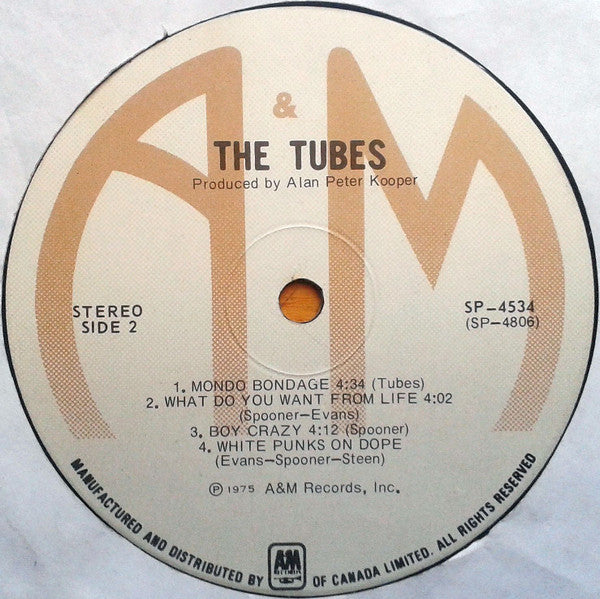 A & M
THE TUBES
Produced by Alan Peter Kooper
STEREO
SIDE 2
SP-4534
(SP-4806)
1. MONDO BONDAGE 4:34 (Tubes)
2. WHAT DO YOU WANT FROM LIFE 4:02
(Spooner-Evans)
3. BOY CRAZY 4:12 (Spooner)
4. WHITE PUNKS ON DOPE
(Evans-Spooner-Steen)
℗ 1975 A&M Records, Inc.
MANUFACTURED AND DISTRIBUTED BY AM RECORDS OF CANADA LIMITED. ALL RIGHTS RESERVED